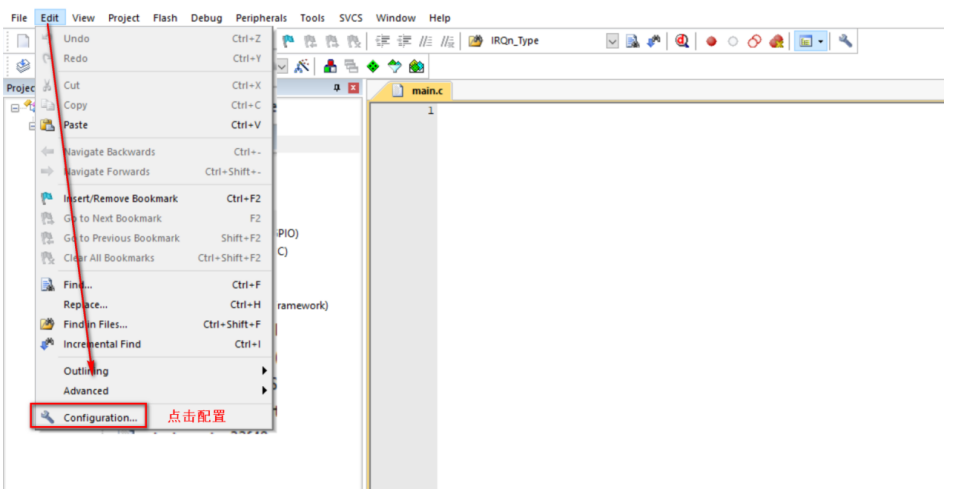 File Edit View Project Flash Debug Peripherals Tools SVCS Window Help
Undo Ctrl+Z
IRQn_Type
Redo Ctrl+Y
Projec
Cut Ctrl+X
main.c
Copy Ctrl+C
1
Paste Ctrl+V
Navigate Backwards Ctrl+-
Navigate Forwards Ctrl+Shift+-
Insert/Remove Bookmark Ctrl+F2
Go to Next Bookmark F2
Go to Previous Bookmark Shift+F2
PIO)
Clear All Bookmarks Ctrl+Shift+F2
C)
Find... Ctrl+F
Replace... Ctrl+H
ramework)
Find in Files... Ctrl+Shift+F
Incremental Find Ctrl+I
Outlining
Advanced
Configuration... 点击配置